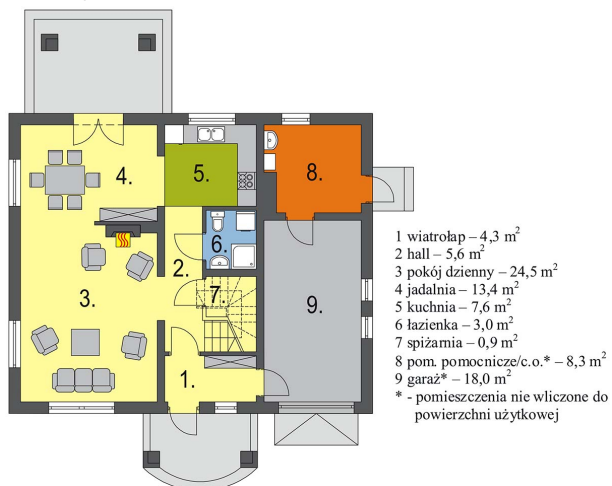 4.
5.
8.
6.
2.
7.
3.
9.
1.
1 wiatrołap – 4,3 m²
2 hall – 5,6 m²
3 pokój dzienny – 24,5 m²
4 jadalnia – 13,4 m²
5 kuchnia – 7,6 m²
6 łazienka – 3,0 m²
7 spiżarnia – 0,9 m²
8 pom. pomocnicze/c.o.* – 8,3 m²
9 garaż* – 18,0 m²
* - pomieszczenia nie wliczone do
powierzchni użytkowej